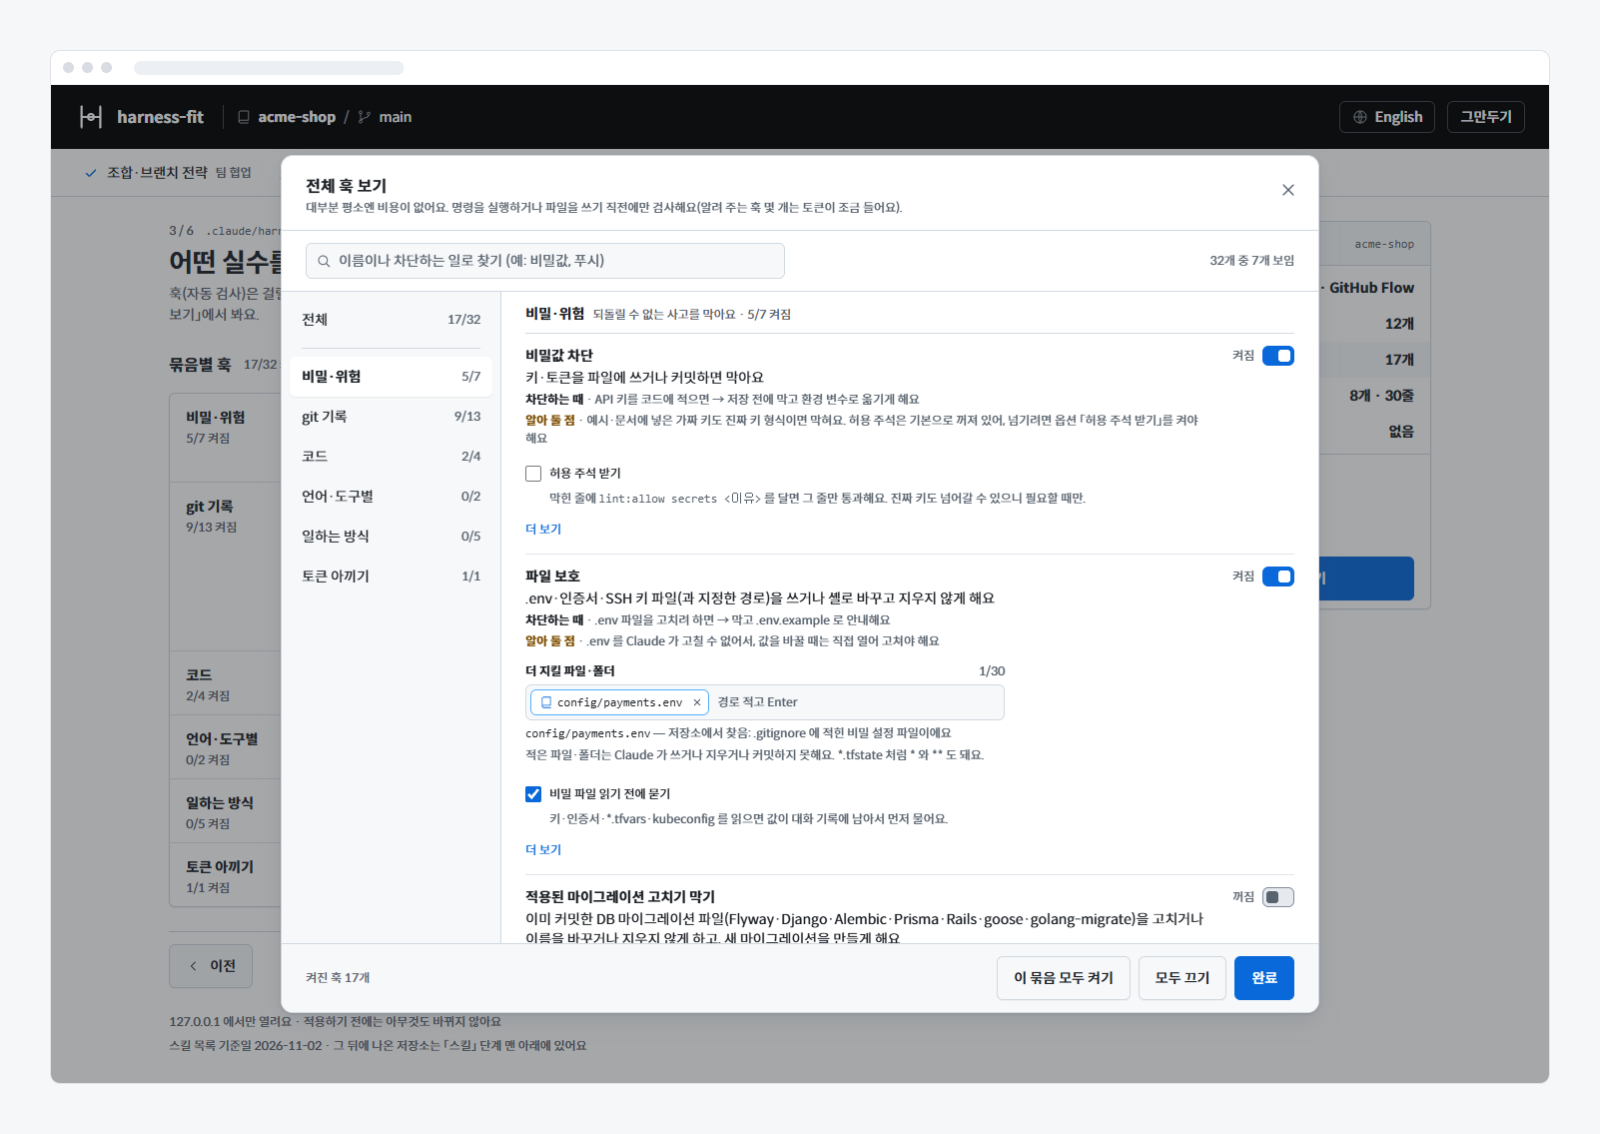 harness-fit
acme-shop / main
English
그만두기
조합·브랜치 전략 팀 협업
3 / 6 .claude/harn
어떤 실수를
훅(자동 검사)은 걸
보기」에서 봐요.
묶음별 훅 17/32
비밀·위험
5/7 켜짐
git 기록
9/13 켜짐
코드
2/4 켜짐
언어·도구별
0/2 켜짐
일하는 방식
0/5 켜짐
토큰 아끼기
1/1 켜짐
이전
127.0.0.1 에서만 열려요 · 적용하기 전에는 아무것도 바뀌지 않아요
스킬 목록 기준일 2026-11-02 · 그 뒤에 나온 저장소는 「스킬」 단계 맨 아래에 있어요
전체 훅 보기
대부분 평소엔 비용이 없어요. 명령을 실행하거나 파일을 쓰기 직전에만 검사해요(알려 주는 훅 몇 개는 토큰이 조금 들어요).
이름이나 차단하는 일로 찾기 (예: 비밀값, 푸시)
32개 중 7개 보임
전체 17/32
비밀·위험 5/7
git 기록 9/13
코드 2/4
언어·도구별 0/2
일하는 방식 0/5
토큰 아끼기 1/1
비밀·위험 되돌릴 수 없는 사고를 막아요 · 5/7 켜짐
비밀값 차단 켜짐
키·토큰을 파일에 쓰거나 커밋하면 막아요
차단하는 때 · API 키를 코드에 적으면 → 저장 전에 막고 환경 변수로 옮기게 해요
알아 둘 점 · 예시·문서에 넣은 가짜 키도 진짜 키 형식이면 막혀요. 허용 주석은 기본으로 꺼져 있어, 넘기려면 옵션 「허용 주석 받기」를 켜야
해요
허용 주석 받기
막힌 줄에 lint:allow secrets <이유> 를 달면 그 줄만 통과해요. 진짜 키도 넘어갈 수 있으니 필요할 때만.
더 보기
파일 보호 켜짐
.env·인증서·SSH 키 파일(과 지정한 경로)을 쓰거나 셸로 바꾸고 지우지 않게 해요
차단하는 때 · .env 파일을 고치려 하면 → 막고 .env.example 로 안내해요
알아 둘 점 · .env 를 Claude 가 고칠 수 없어서, 값을 바꿀 때는 직접 열어 고쳐야 해요
더 지킬 파일·폴더 1/30
config/payments.env × 경로 적고 Enter
config/payments.env — 저장소에서 찾음: .gitignore 에 적힌 비밀 설정 파일이에요
적은 파일·폴더는 Claude 가 쓰거나 지우거나 커밋하지 못해요. *.tfstate 처럼 * 와 ** 도 돼요.
비밀 파일 읽기 전에 묻기
키·인증서·*.tfvars·kubeconfig 를 읽으면 값이 대화 기록에 남아서 먼저 물어요.
더 보기
적용된 마이그레이션 고치기 막기 꺼짐
이미 커밋한 DB 마이그레이션 파일(Flyway·Django·Alembic·Prisma·Rails·goose·golang-migrate)을 고치거나
이름을 바꾸거나 지우지 않게 하고, 새 마이그레이션을 만들게 해요
켜진 훅 17개
이 묶음 모두 켜기
모두 끄기
완료
acme-shop
· GitHub Flow
12개
17개
8개 · 30줄
없음